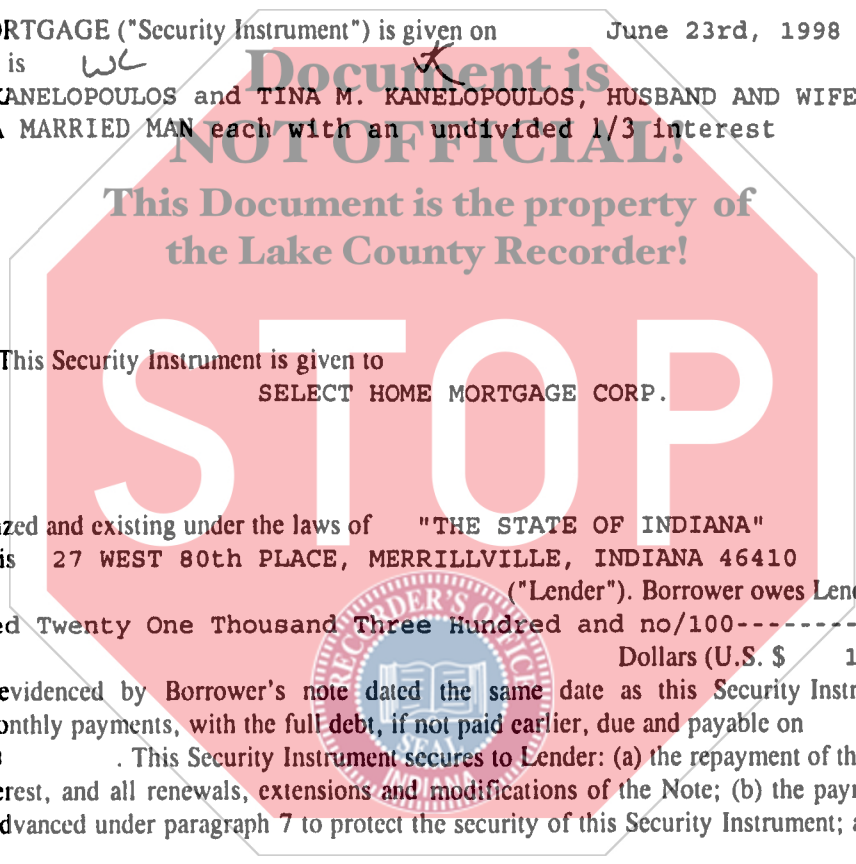 RTGAGE ("Security Instrument") is given on June 23rd, 1998
is WL K
Document is
KANELOPOULOS and TINA M. KANELOPOULOS, HUSBAND AND WIFE
A MARRIED MAN each with an undivided 1/3 interest
NOT OFFICIAL!
This Document is the property of
the Lake County Recorder!
This Security Instrument is given to
SELECT HOME MORTGAGE CORP.
STOP
zed and existing under the laws of "THE STATE OF INDIANA"
is 27 WEST 80th PLACE, MERRILLVILLE, INDIANA 46410
("Lender"). Borrower owes Lend
ed Twenty One Thousand Three Hundred and no/100---------
Dollars (U.S. $ 1
RECORDER'S OFFICE
evidenced by Borrower's note dated the same date as this Security Instr
onthly payments, with the full debt, if not paid earlier, due and payable on
. This Security Instrument secures to Lender: (a) the repayment of th
SEAL
INDIANA
erest, and all renewals, extensions and modifications of the Note; (b) the payn
dvanced under paragraph 7 to protect the security of this Security Instrument; a